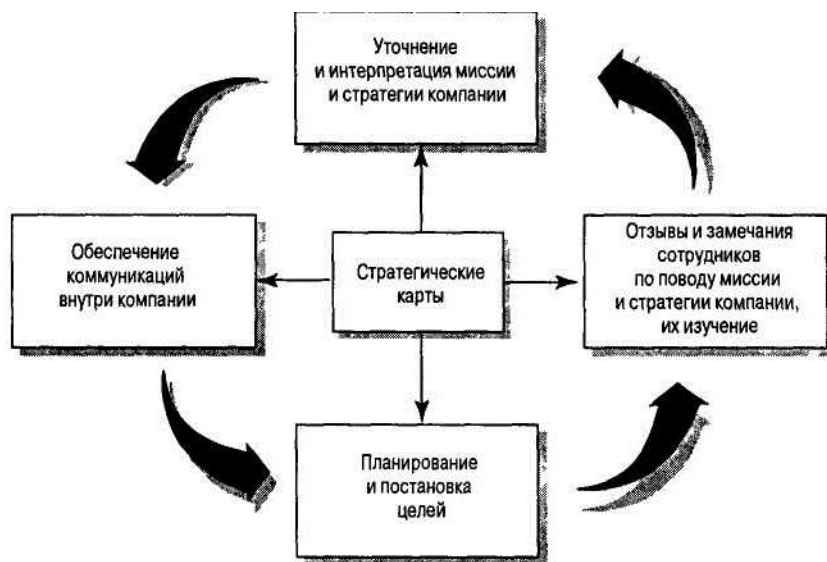 Уточнение
и интерпретация миссии
и стратегии компании
Обеспечение
коммуникаций
внутри компании
Стратегические
карты
Отзывы и замечания
сотрудников
по поводу миссии
и стратегии компании,
их изучение
Планирование
и постановка
целей